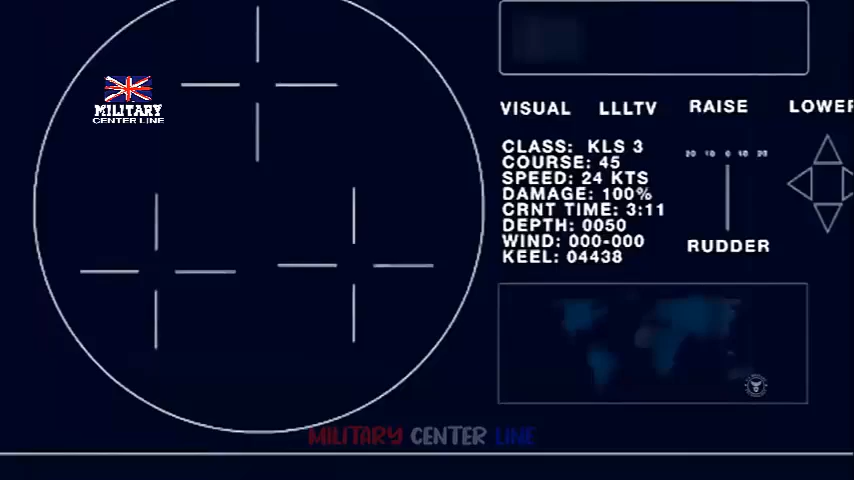 MILITARY
CENTER LINE
VISUAL LLLTV RAISE LOWER
CLASS: KLS 3
COURSE: 45
SPEED: 24 KTS
DAMAGE: 100%
CRNT TIME: 3:11
DEPTH: 0050
WIND: 000-000
KEEL: 04438
20 10 0 10 20
RUDDER
MILITARY CENTER LINE